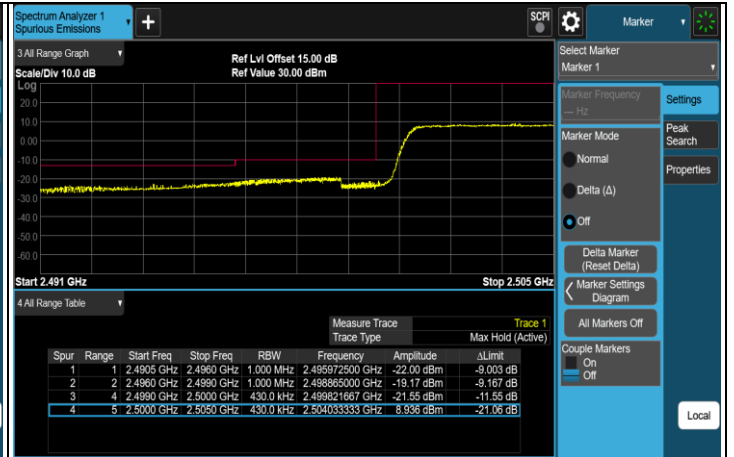 Spectrum Analyzer 1
Spurious Emissions
+
SCPI
Marker
3 All Range Graph
Ref Lvl Offset 15.00 dB
Scale/Div 10.0 dB
Ref Value 30.00 dBm
Log
20.0
10.0
0.00
-10.0
-20.0
-30.0
-40.0
-50.0
-60.0
Start 2.491 GHz
Stop 2.505 GHz
4 All Range Table
Measure Trace Trace 1
Trace Type Max Hold (Active)
Spur Range Start Freq Stop Freq RBW Frequency Amplitude ΔLimit
1 1 2.4905 GHz 2.4960 GHz 1.000 MHz 2.495972500 GHz -22.00 dBm -9.003 dB
2 2 2.4960 GHz 2.4990 GHz 1.000 MHz 2.498865000 GHz -19.17 dBm -9.167 dB
3 4 2.4990 GHz 2.5000 GHz 430.0 kHz 2.499821667 GHz -21.55 dBm -11.55 dB
4 5 2.5000 GHz 2.5050 GHz 430.0 kHz 2.504033333 GHz 8.936 dBm -21.06 dB
Select Marker
Marker 1
Marker Frequency
--- Hz
Marker Mode
Normal
Delta (Δ)
Off
Delta Marker
(Reset Delta)
Marker Settings
Diagram
All Markers Off
Couple Markers
On
Off
Settings
Peak
Search
Properties
Local